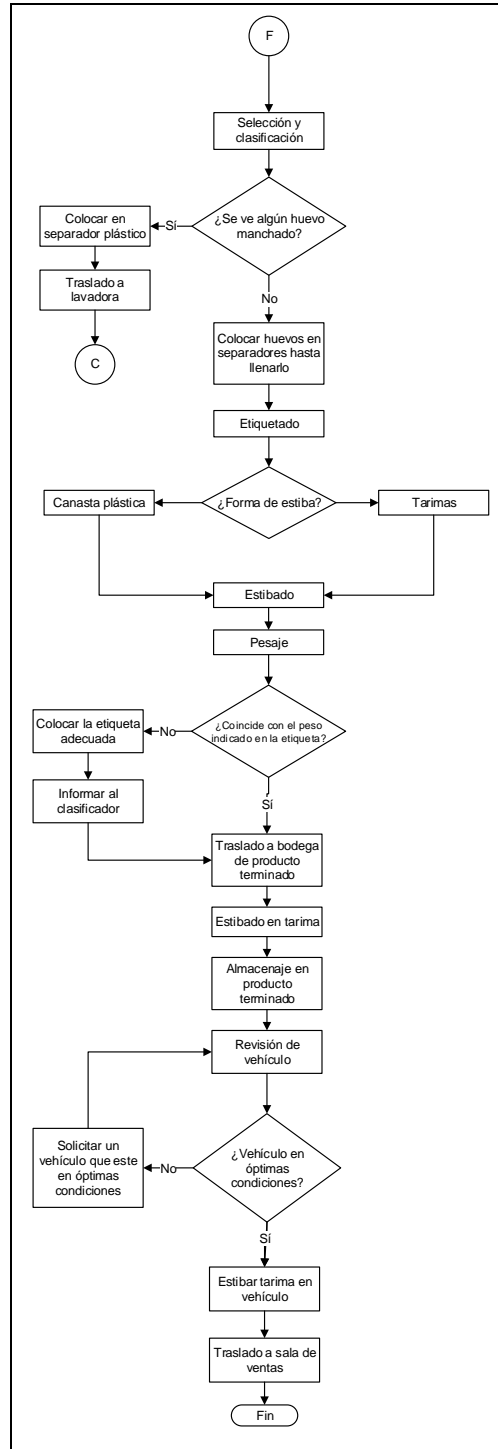 F
Selección y
clasificación
¿Se ve algún huevo
manchado?
Sí
Colocar en
separador plástico
Traslado a
lavadora
C
No
Colocar huevos en
separadores hasta
llenarlo
Etiquetado
¿Forma de estiba?
Canasta plástica
Tarimas
Estibado
Pesaje
¿Coincide con el peso
indicado en la etiqueta?
No
Colocar la etiqueta
adecuada
Informar al
clasificador
Sí
Traslado a bodega
de producto
terminado
Estibado en tarima
Almacenaje en
producto
terminado
Revisión de
vehículo
¿Vehículo en
óptimas
condiciones?
No
Solicitar un
vehículo que este
en óptimas
condiciones
Sí
Estibar tarima en
vehículo
Traslado a sala de
ventas
Fin